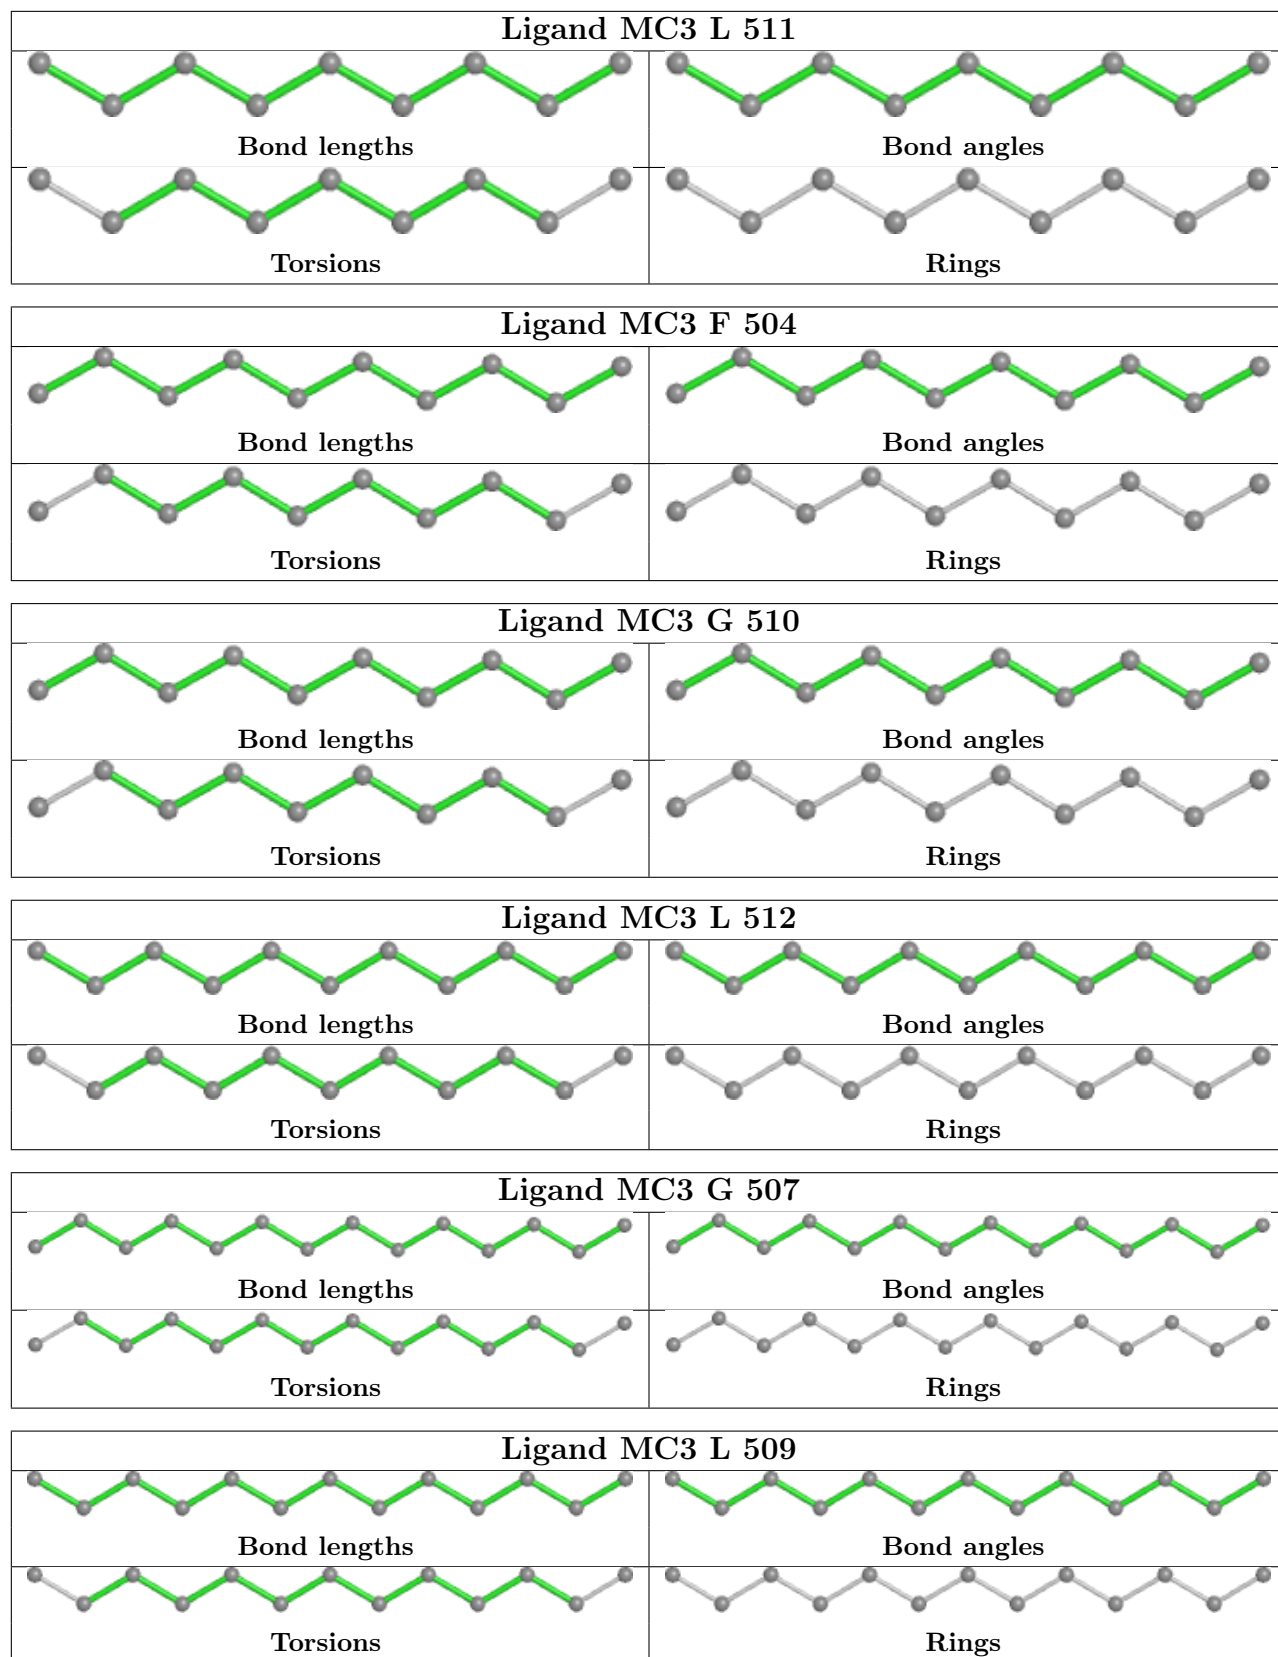 Ligand MC3 L 511
Bond lengths Bond angles
Torsions Rings
Ligand MC3 F 504
Bond lengths Bond angles
Torsions Rings
Ligand MC3 G 510
Bond lengths Bond angles
Torsions Rings
Ligand MC3 L 512
Bond lengths Bond angles
Torsions Rings
Ligand MC3 G 507
Bond lengths Bond angles
Torsions Rings
Ligand MC3 L 509
Bond lengths Bond angles
Torsions Rings